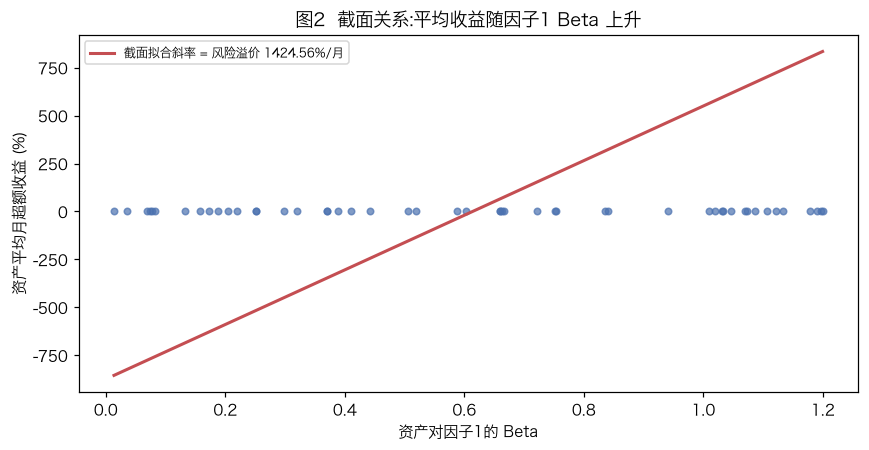 图2  截面关系:平均收益随因子1 Beta 上升
截面拟合斜率 = 风险溢价 1424.56%/月
资产平均月超额收益 (%)
750
500
250
0
-250
-500
-750
0.0 0.2 0.4 0.6 0.8 1.0 1.2
资产对因子1的 Beta